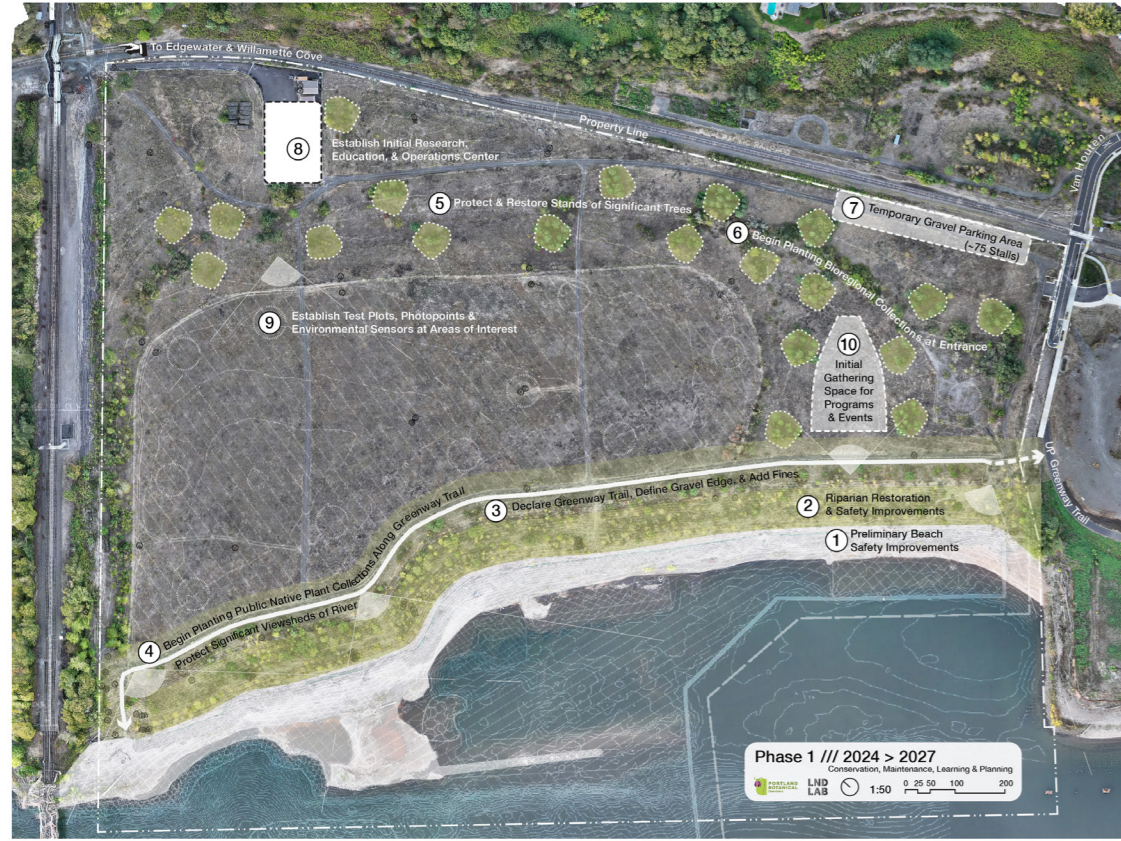 To Edgewater & Willamette Cove
Property Line
Van Houten
8
Establish Initial Research,
Education, & Operations Center
5
Protect & Restore Stands of Significant Trees
7
Temporary Gravel Parking Area
(~75 Stalls)
6
Begin Planting Bioregional Collections at Entrance
9
Establish Test Plots, Photopoints &
Environmental Sensors at Areas of Interest
10
Initial
Gathering
Space for
Programs
& Events
UP Greenway Trail
3
Declare Greenway Trail, Define Gravel Edge, & Add Fines
2
Riparian Restoration
& Safety Improvements
1
Preliminary Beach
Safety Improvements
4
Begin Planting Public Native Plant Collections Along Greenway Trail
Protect Significant Viewsheds of River
Phase 1 /// 2024 > 2027
Conservation, Maintenance, Learning & Planning
PORTLAND
BOTANICAL
LND
LAB
1:50
0 25 50 100 200